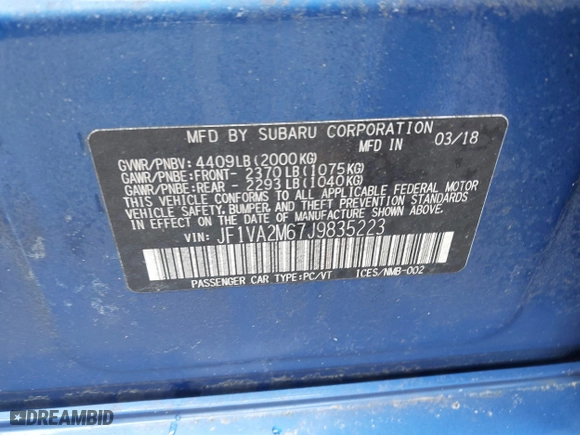 MFD BY SUBARU CORPORATION
MFD IN 03/18
GVWR/PNBV: 4409LB(2000KG)
GAWR/PNBE:FRONT- 2370LB(1075KG)
GAWR/PNBE:REAR - 2293LB(1040KG)
THIS VEHICLE CONFORMS TO ALL APPLICABLE FEDERAL MOTOR
VEHICLE SAFETY, BUMPER, AND THEFT PREVENTION STANDARDS
IN EFFECT ON THE DATE OF MANUFACTURE SHOWN ABOVE.
VIN: JF1VA2M67J9835223
PASSENGER CAR TYPE:PC/VT ICES/NMB-002
DREAMBID